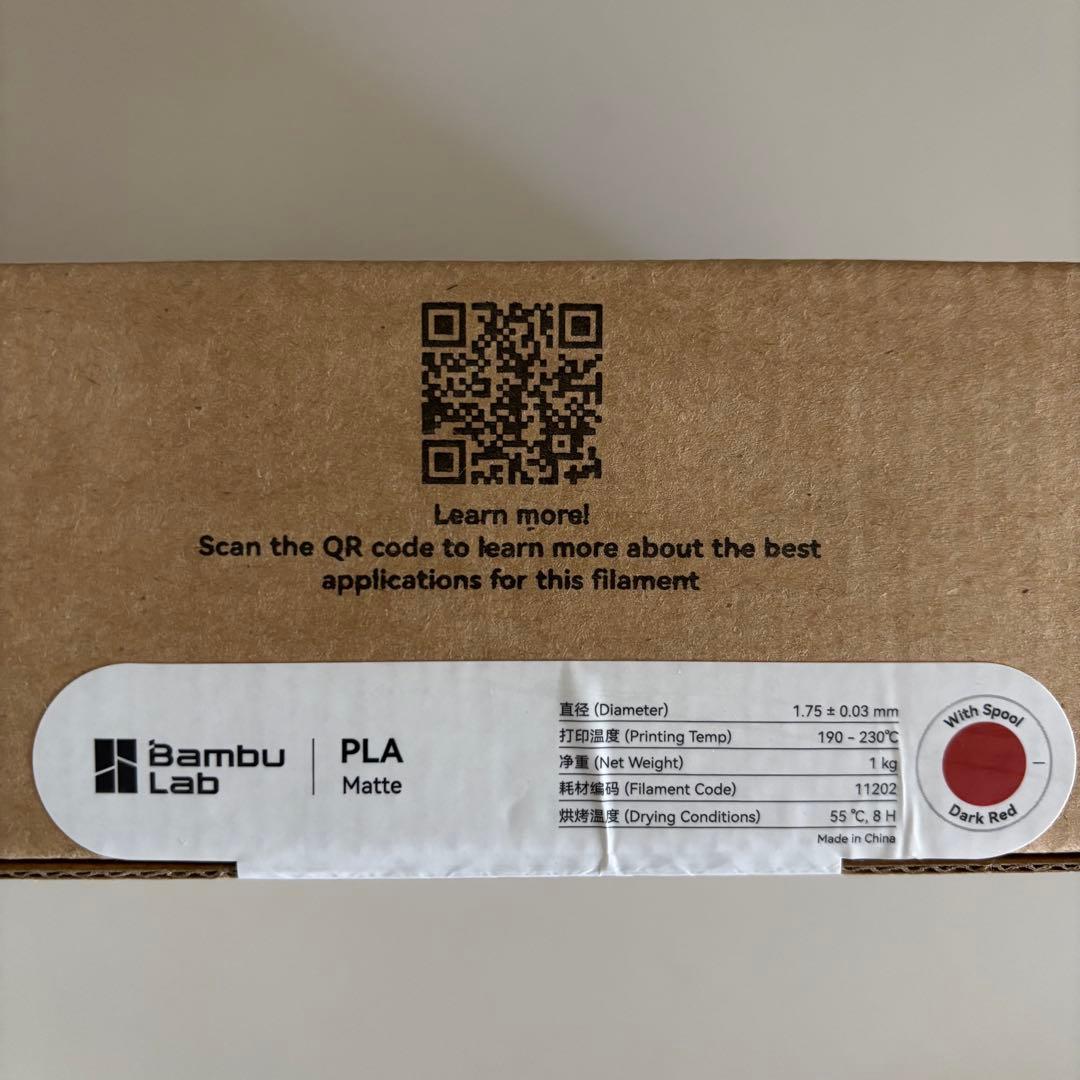 Learn more!
Scan the QR code to learn more about the best
applications for this filament
Bambu
Lab
PLA
Matte
直径 (Diameter) 1.75 ± 0.03 mm
打印温度 (Printing Temp) 190 - 230℃
净重 (Net Weight) 1 kg
耗材编码 (Filament Code) 11202
烘烤温度 (Drying Conditions) 55 ℃, 8 H
Made in China
With Spool
Dark Red